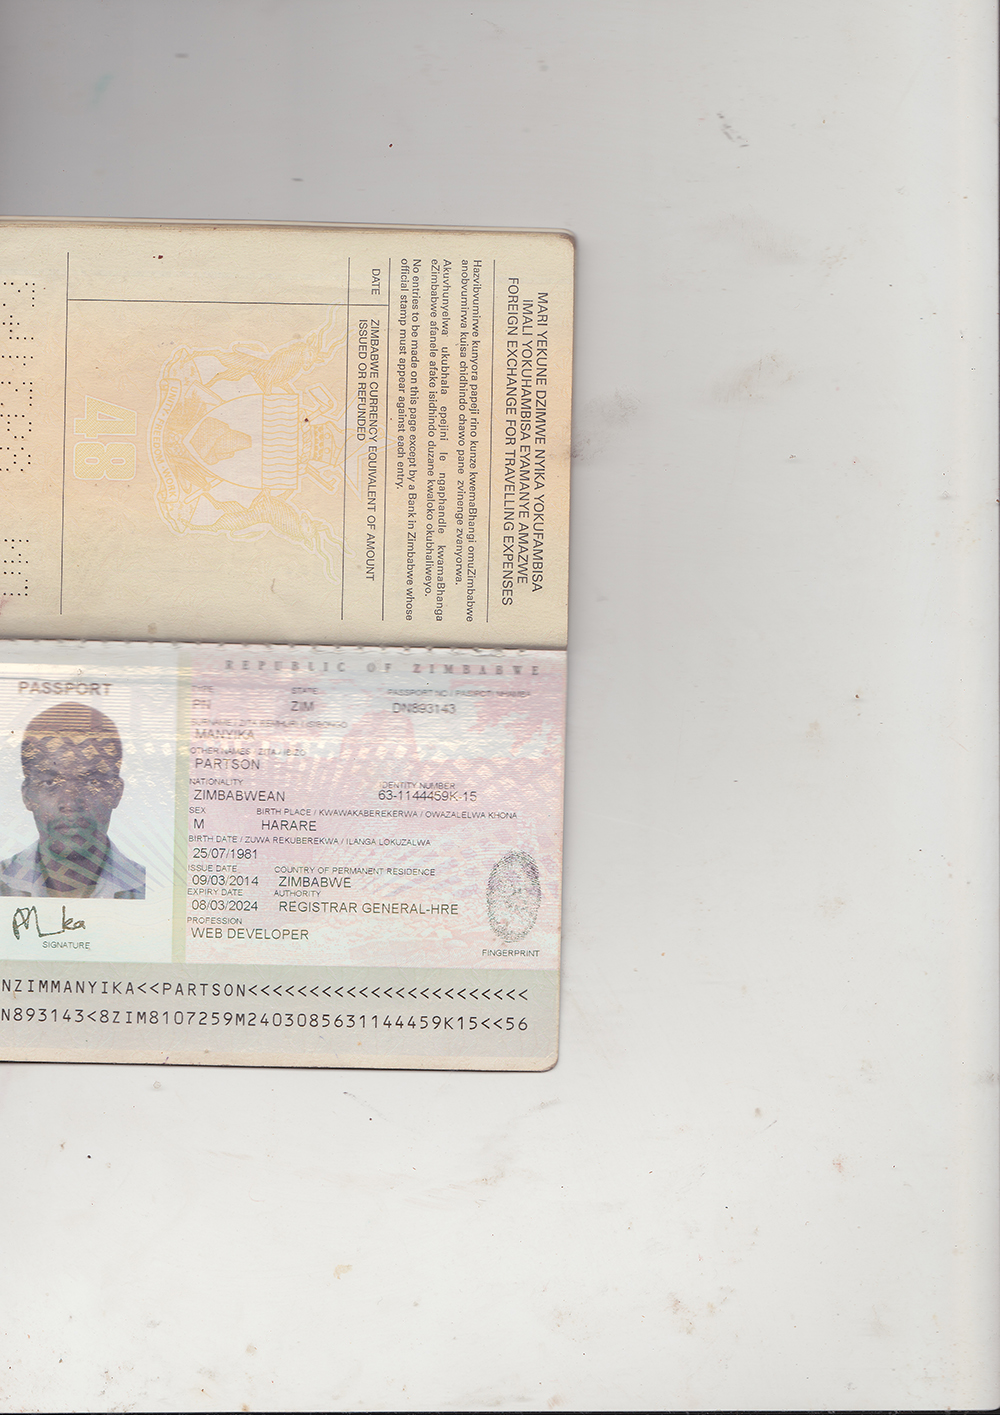 MARI YEKUNE DZIMWE NYIKA YOKUFAMBISA
IMALI YOKUHAMBISA EYAMANYE AMAZWE
FOREIGN EXCHANGE FOR TRAVELLING EXPENSES
Hazvibvumirwe kunyora papeji rino kunze kwemaBhangi omuZimbabwe
anobvumirwa kuisa chidhindo chawo pane zvinenge zvanyorwa.
Akuvhunyelwa ukubhala epejini le ngaphandle kwamaBhanga
eZimbabwe afanele afake isidhindo duzane kwaloko okubhaliweyo.
No entries to be made on this page except by a Bank in Zimbabwe whose
official stamp must appear against each entry.
DATE
ZIMBABWE CURRENCY EQUIVALENT OF AMOUNT
ISSUED OR REFUNDED
48
REPUBLIC OF ZIMBABWE
PASSPORT
TYPE STATE PASSPORT NO /
PN ZIM DN893143
SURNAME /
MANYIKA
OTHER NAMES /
PARTSON
NATIONALITY IDENTITY NUMBER
ZIMBABWEAN 63-1144459K-15
SEX BIRTH PLACE / KWAWAKABEREKERWA / OWAZALELWA KHONA
M HARARE
BIRTH DATE / ZUWA REKUBEREKWA / ILANGA LOKUZALWA
25/07/1981
ISSUE DATE COUNTRY OF PERMANENT RESIDENCE
09/03/2014 ZIMBABWE
EXPIRY DATE AUTHORITY
08/03/2024 REGISTRAR GENERAL-HRE
PROFESSION
WEB DEVELOPER
SIGNATURE
FINGERPRINT
NZIMMANYIKA<<PARTSON<<<<<<<<<<<<<<<<<<<<<<<
N893143<8ZIM8107259M24030856311444​59K15<<56